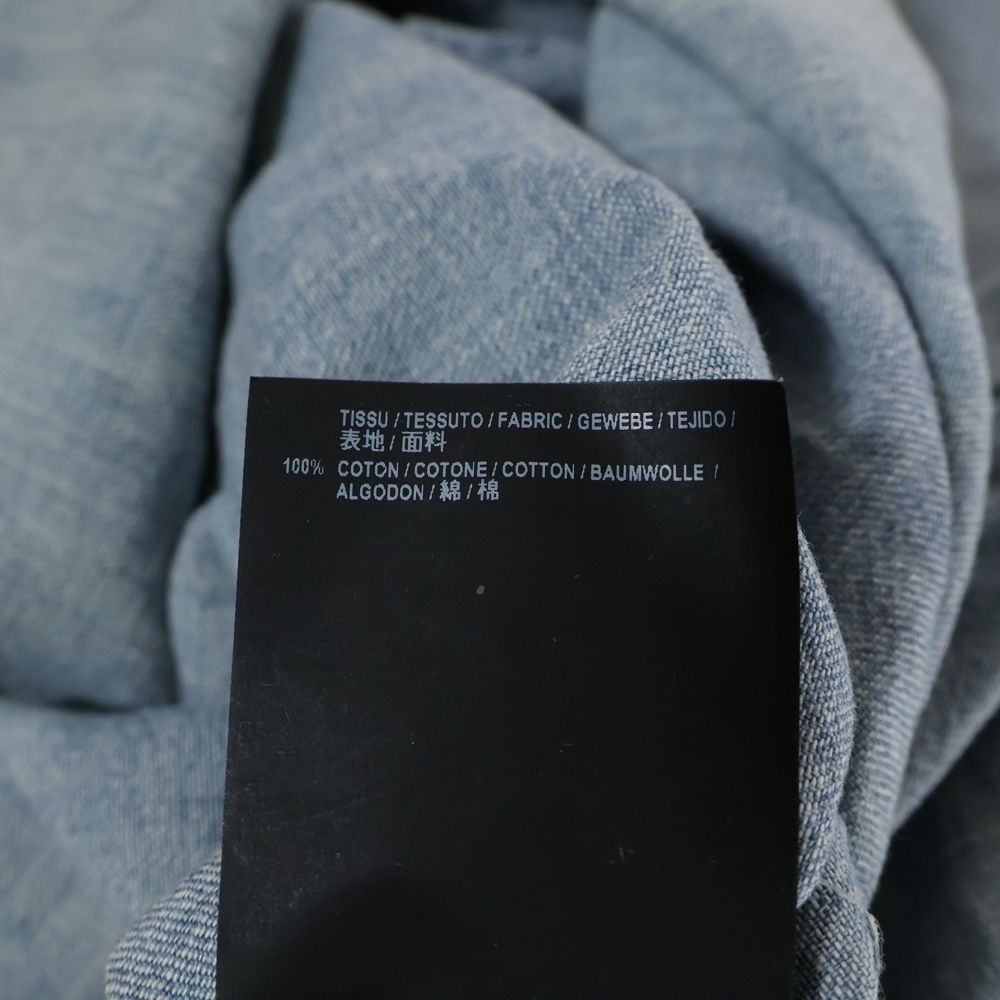 TISSU / TESSUTO / FABRIC / GEWEBE / TEJIDO /
表地 / 面料
100% COTON / COTONE / COTTON / BAUMWOLLE /
ALGODON / 綿 / 棉